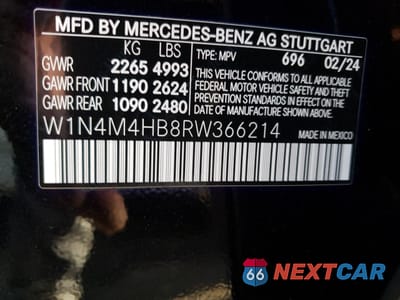 MFD BY MERCEDES-BENZ AG STUTTGART
KG LBS TYPE: MPV 696 02/24
GVWR 2265 4993
GAWR FRONT 1190 2624
GAWR REAR 1090 2480
THIS VEHICLE CONFORMS TO ALL APPLICABLE
FEDERAL MOTOR VEHICLE SAFETY, BUMPER,
AND THEFT PREVENTION STANDARDS IN EFFECT
ON THE DATE OF MANUFACTURE SHOWN ABOVE.
W1N4M4HB8RW366214 MADE IN MEXICO
66 NEXTCAR